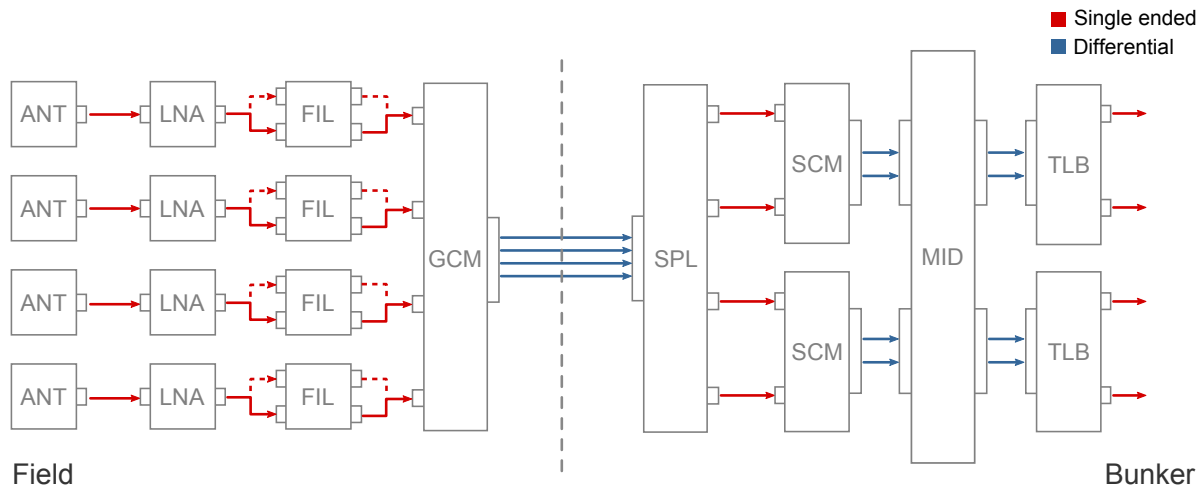 Single ended
Differential
ANT LNA FIL
SCM TLB
ANT LNA FIL
GCM SPL MID
ANT LNA FIL
SCM TLB
ANT LNA FIL
Field Bunker